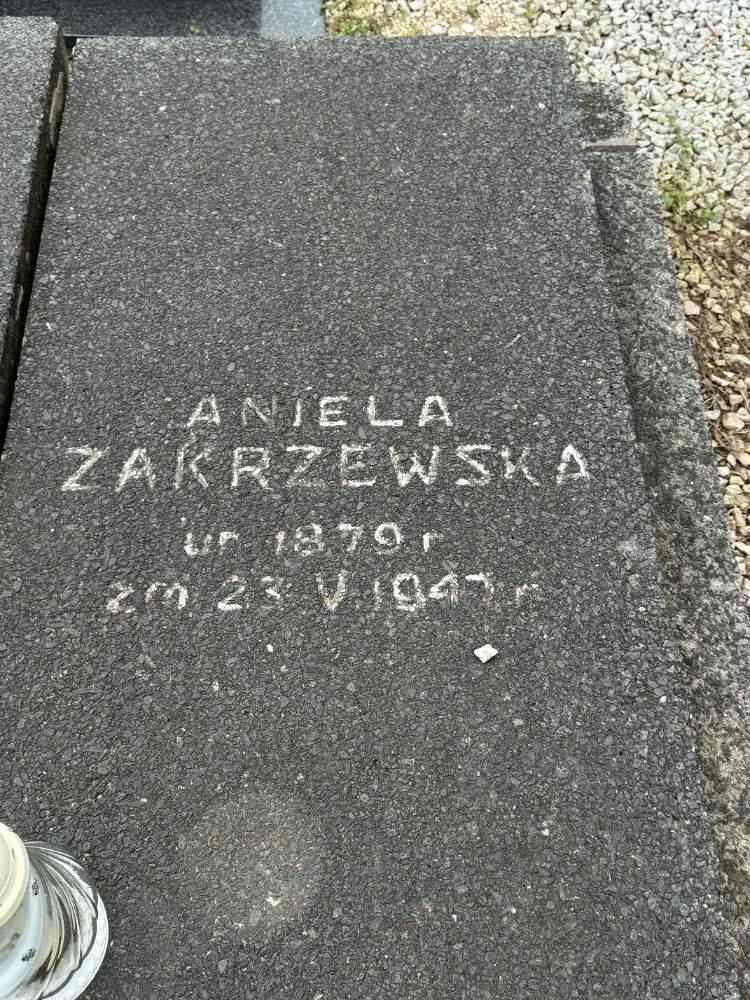 ANIELA
ZAKRZEWSKA
ur 1879 r
zm 23 V 1947 r